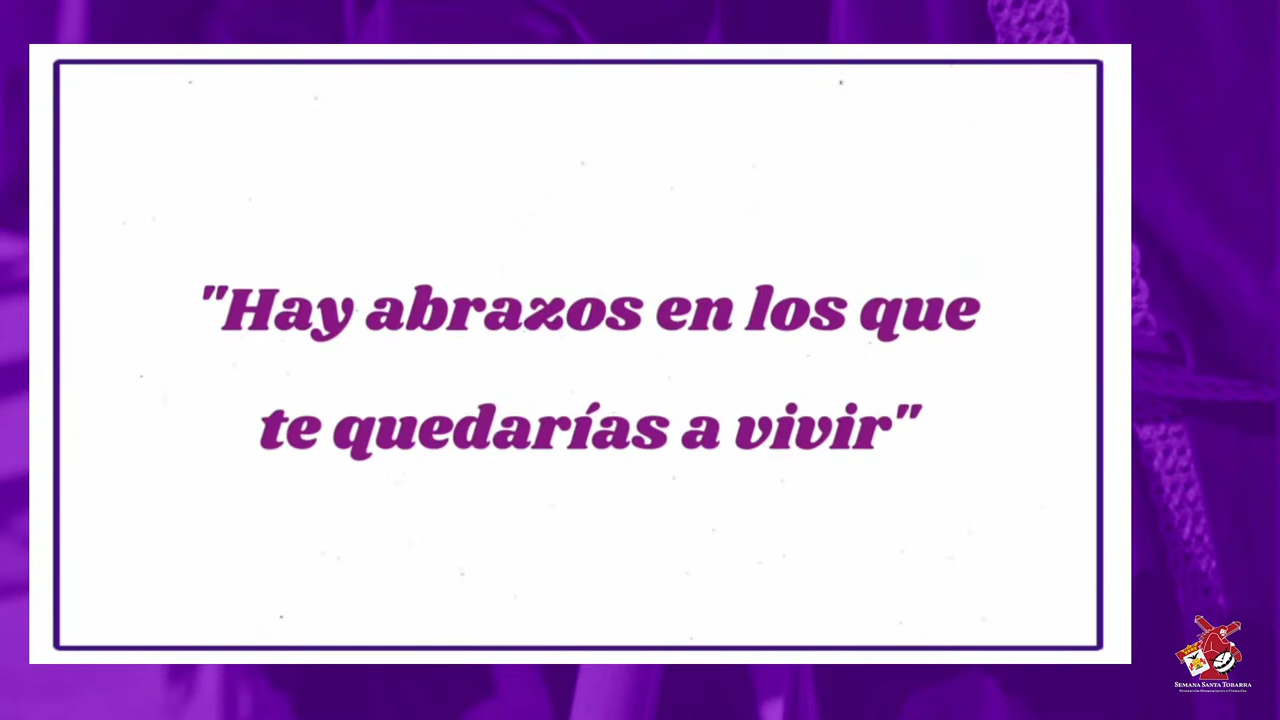 "Hay abrazos en los que
te quedarías a vivir"
SEMANA SANTA TOBARRA